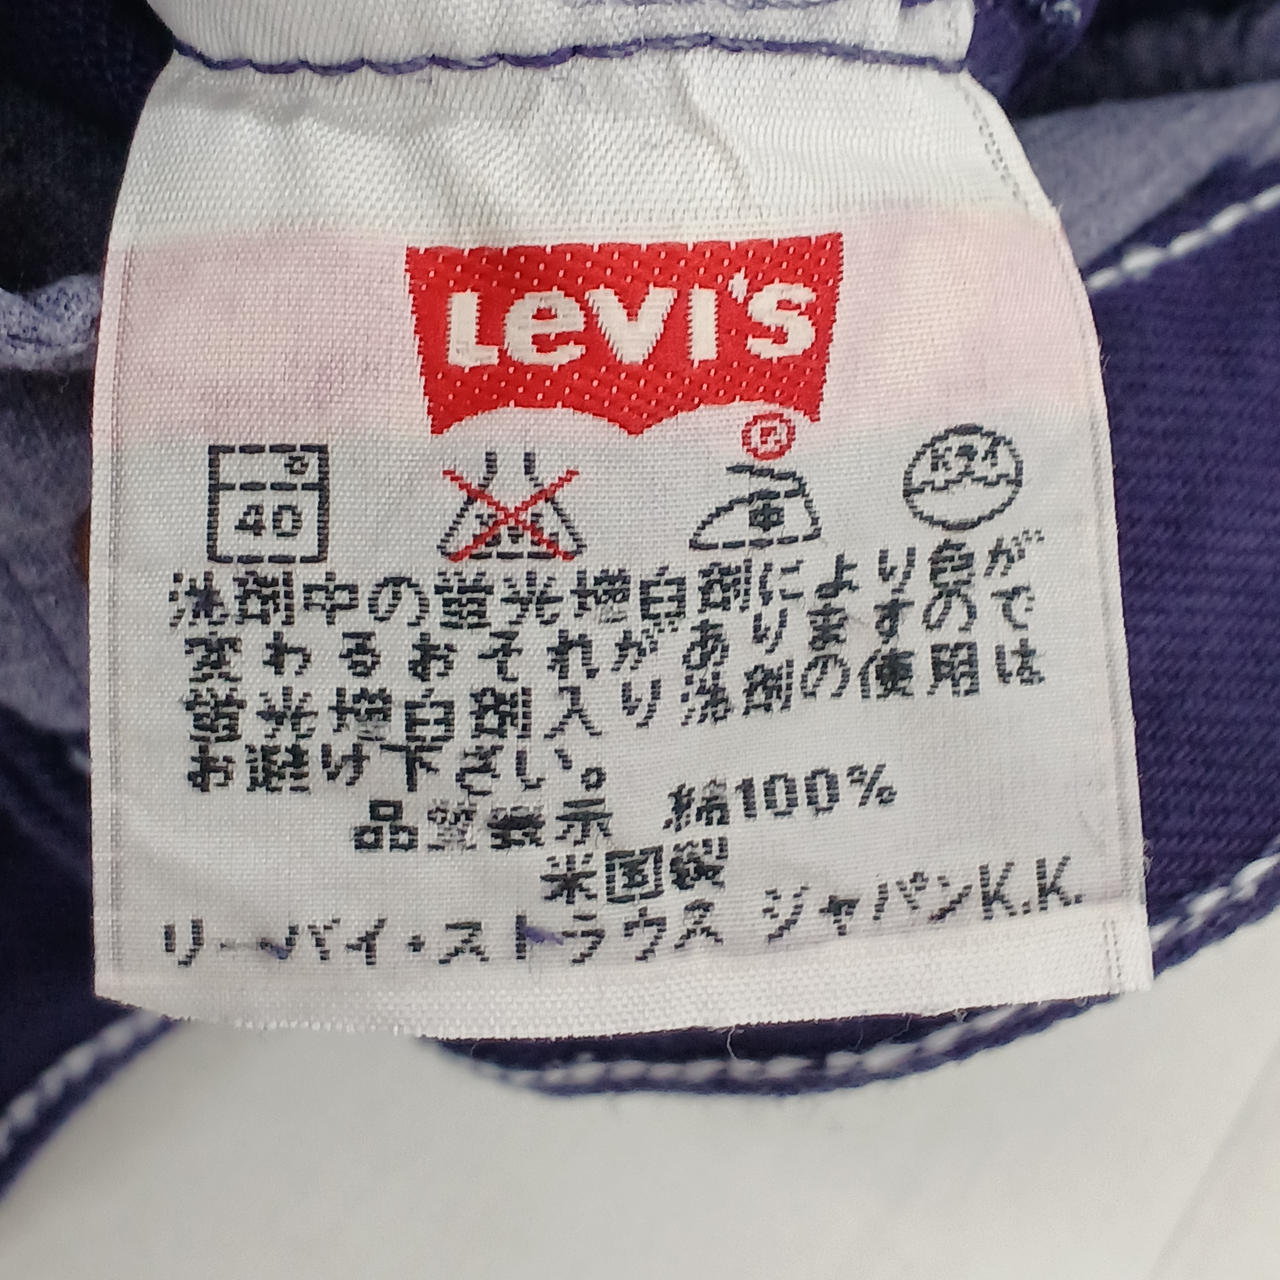 LEVI'S
®
40
洗剤中の蛍光増白剤により色が
変わるおそれがありますので
蛍光増白剤入り洗剤の使用は
お避け下さい。
品質表示 綿100%
米国製
リーバイ・ストラウス ジャパンK.K.